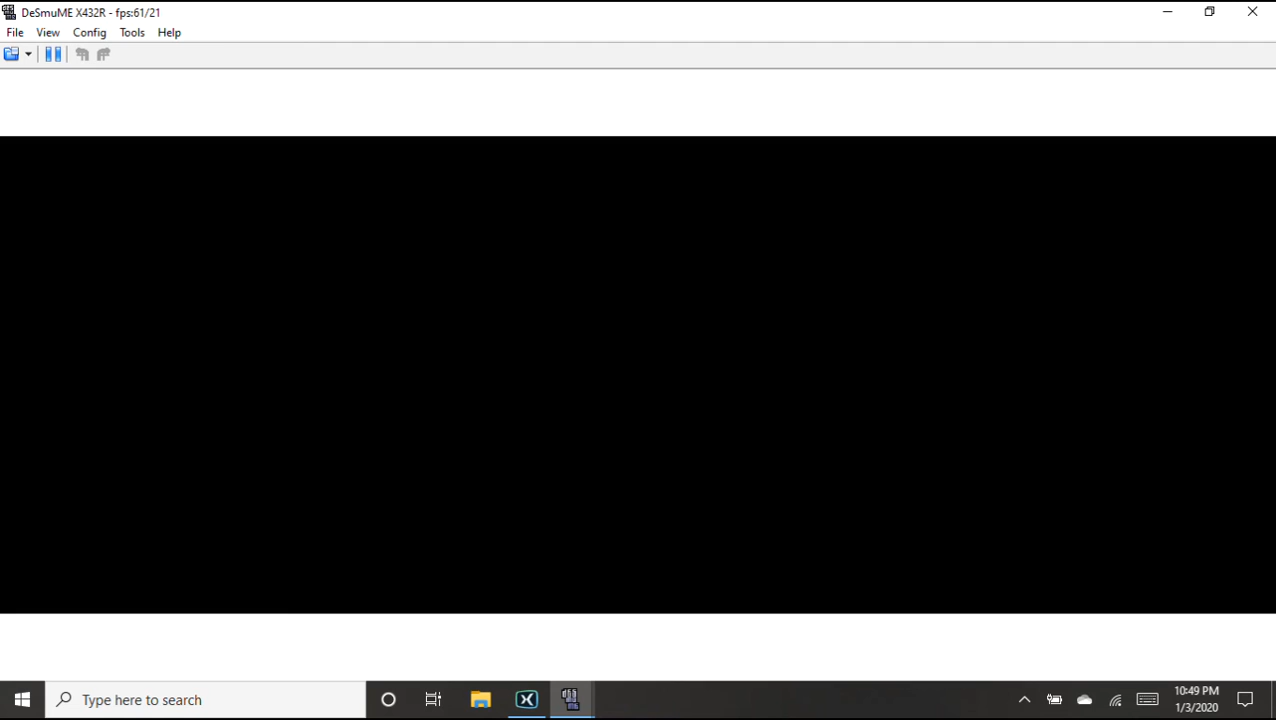 DeSmuME X432R - fps:61/21
File View Config Tools Help
Type here to search
10:49 PM
1/3/2020